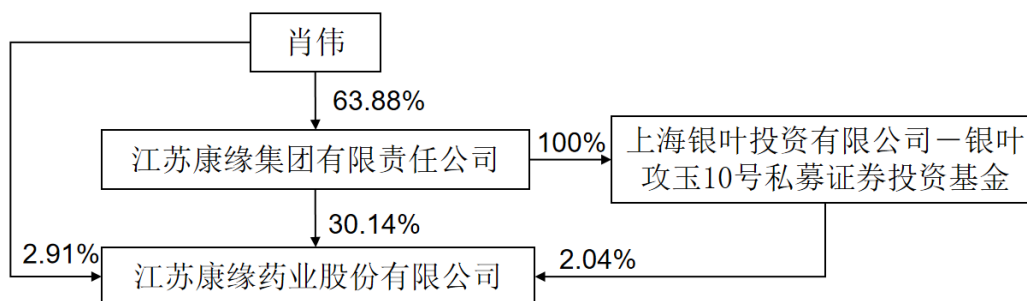 肖伟
63.88%
江苏康缘集团有限责任公司
100%
上海银叶投资有限公司－银叶
攻玉10号私募证券投资基金
30.14%
2.91%
江苏康缘药业股份有限公司
2.04%